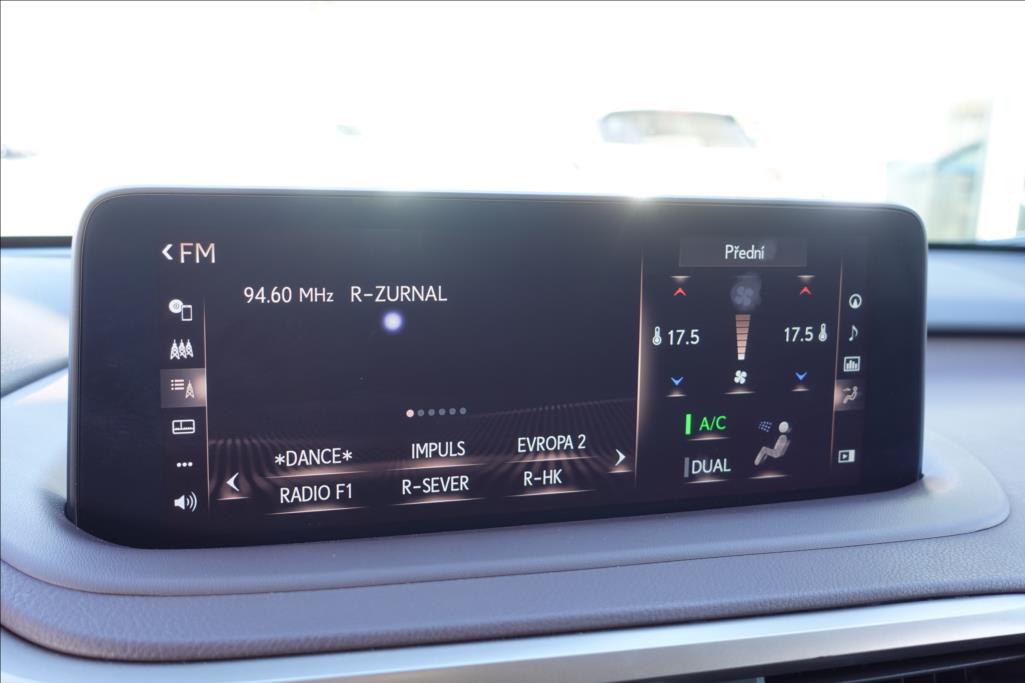 FM
94.60 MHz R-ZURNAL
∗DANCE∗ IMPULS EVROPA 2
RADIO F1 R-SEVER R-HK
Přední
17.5 17.5
A/C
DUAL